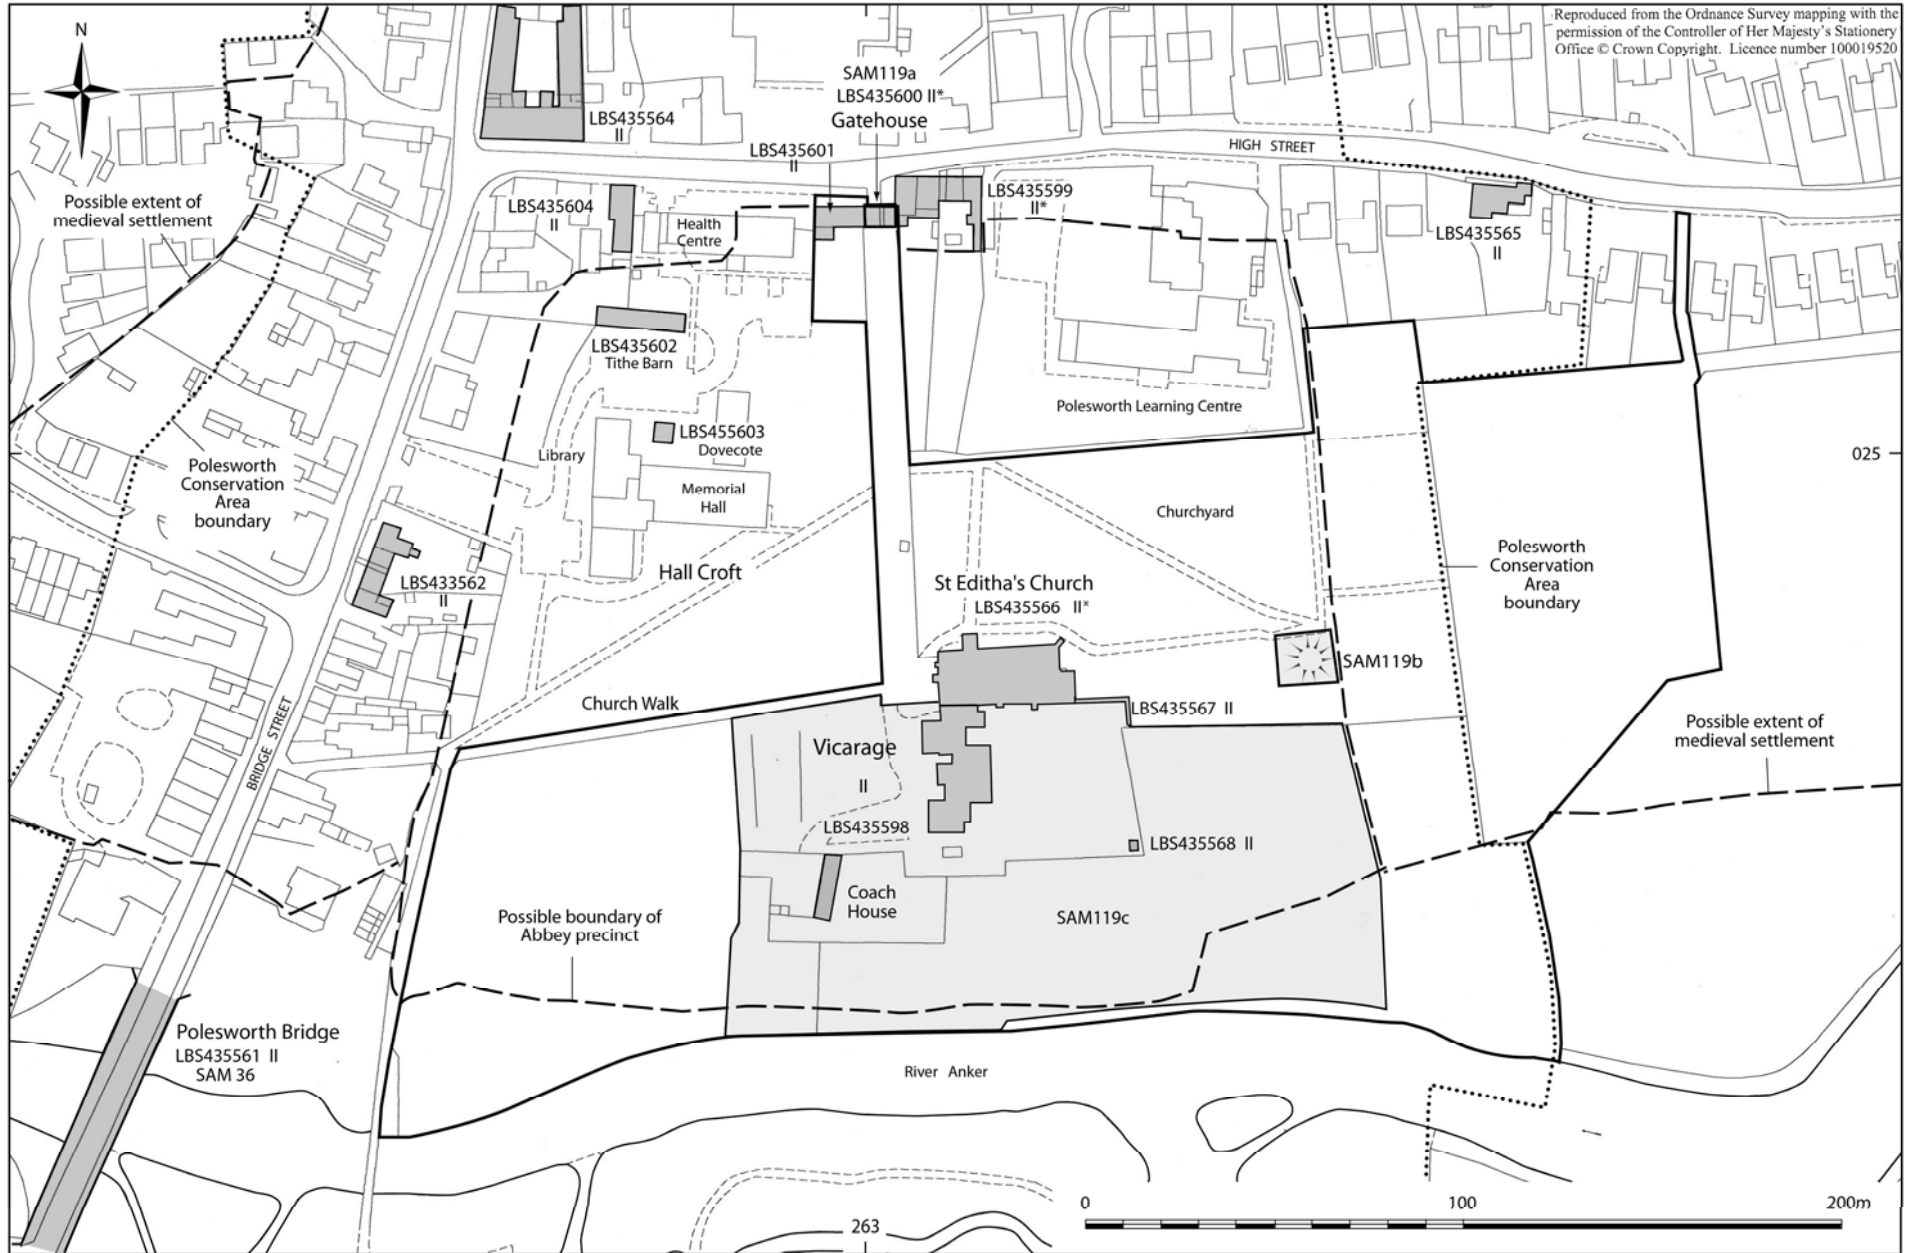 Reproduced from the Ordnance Survey mapping with the
permission of the Controller of Her Majesty's Stationery
Office © Crown Copyright. Licence number 100019520
N
SAM119a
LBS435600 II*
Gatehouse
LBS435564
II
LBS435601
II
HIGH STREET
Possible extent of
medieval settlement
LBS435604
II
Health
Centre
LBS435599
II*
LBS435565
II
LBS435602
Tithe Barn
Polesworth Learning Centre
LBS455603
Dovecote
Library
025
Polesworth
Conservation
Area
boundary
Memorial
Hall
Churchyard
Polesworth
Conservation
Area
boundary
Hall Croft
LBS433562
II
St Editha's Church
LBS435566 II*
SAM119b
Church Walk
LBS435567 II
BRIDGE STREET
Possible extent of
medieval settlement
Vicarage
II
LBS435598
LBS435568 II
Coach
House
Possible boundary of
Abbey precinct
SAM119c
Polesworth Bridge
LBS435561 II
SAM 36
River Anker
0 100 200m
263